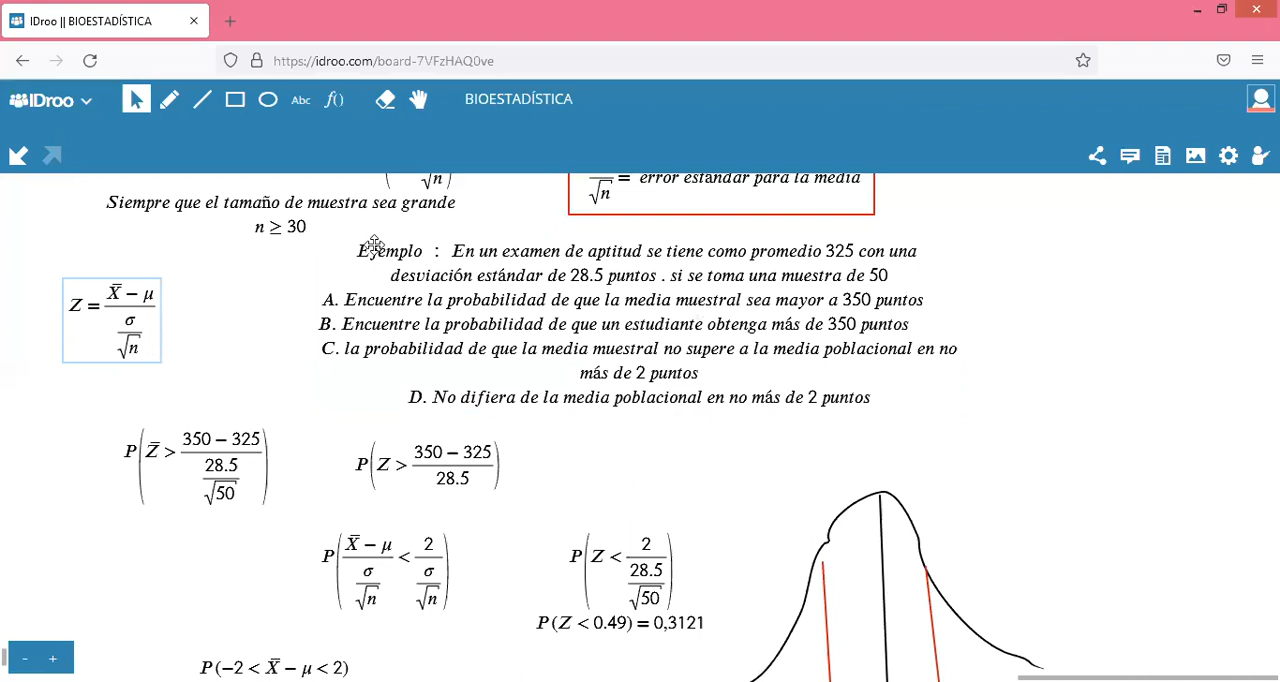 IDroo || BIOESTADÍSTICA
https://idroo.com/board-7VFzHAQ0ve
IDroo
Abc
f()
BIOESTADÍSTICA
√n
Siempre que el tamaño de muestra sea grande
n ≥ 30
√n = error estándar para la media
Ejemplo : En un examen de aptitud se tiene como promedio 325 con una
desviación estándar de 28.5 puntos . si se toma una muestra de 50
A. Encuentre la probabilidad de que la media muestral sea mayor a 350 puntos
B. Encuentre la probabilidad de que un estudiante obtenga más de 350 puntos
C. la probabilidad de que la media muestral no supere a la media poblacional en no
más de 2 puntos
D. No difiera de la media poblacional en no más de 2 puntos
Z = (X̄ − μ) / (σ / √n)
P(Z̄ > (350 − 325) / (28.5 / √50))
P(Z > (350 − 325) / 28.5)
P((X̄ − μ) / (σ / √n) < 2 / (σ / √n))
P(Z < 2 / (28.5 / √50))
P (Z < 0.49) = 0,3121
P (−2 < X̄ − μ < 2)
- +